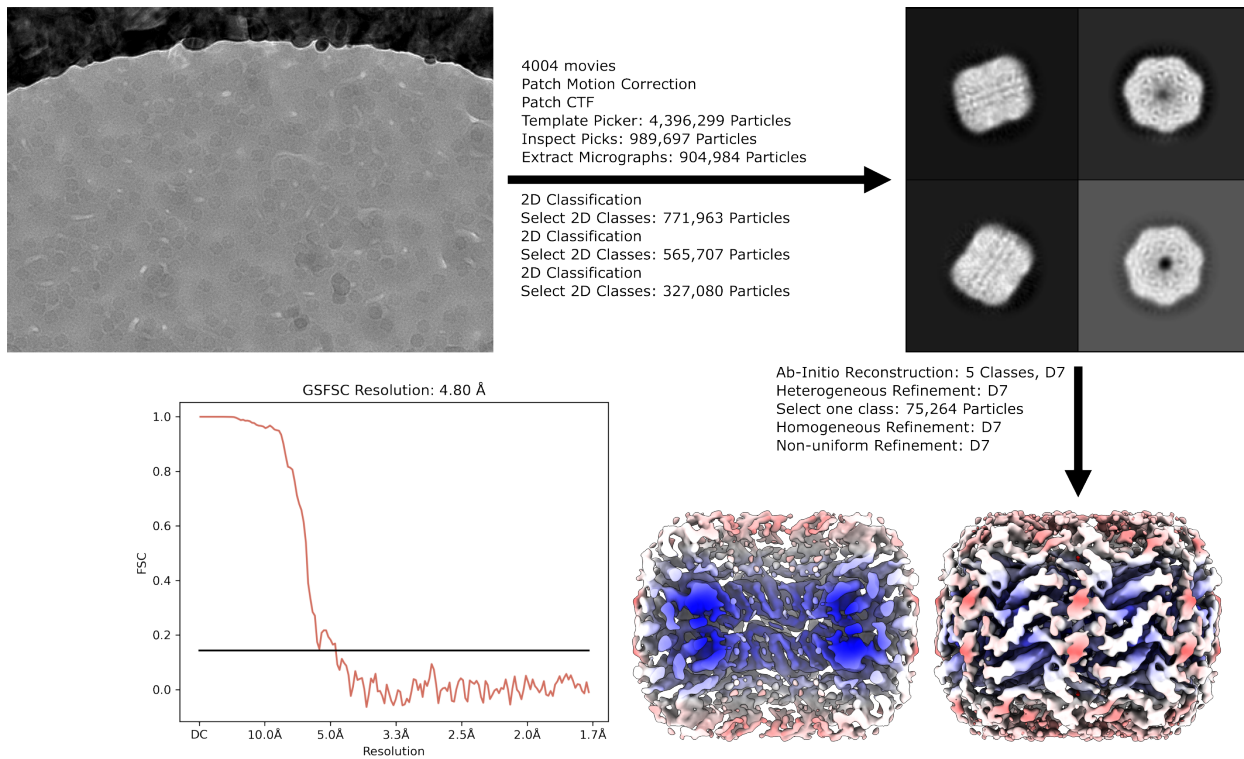 4004 movies
Patch Motion Correction
Patch CTF
Template Picker: 4,396,299 Particles
Inspect Picks: 989,697 Particles
Extract Micrographs: 904,984 Particles
2D Classification
Select 2D Classes: 771,963 Particles
2D Classification
Select 2D Classes: 565,707 Particles
2D Classification
Select 2D Classes: 327,080 Particles
Ab-Initio Reconstruction: 5 Classes, D7
Heterogeneous Refinement: D7
Select one class: 75,264 Particles
Homogeneous Refinement: D7
Non-uniform Refinement: D7
GSFSC Resolution: 4.80 Å
1.0
0.8
0.6
0.4
0.2
0.0
FSC
DC 10.0Å 5.0Å 3.3Å 2.5Å 2.0Å 1.7Å
Resolution